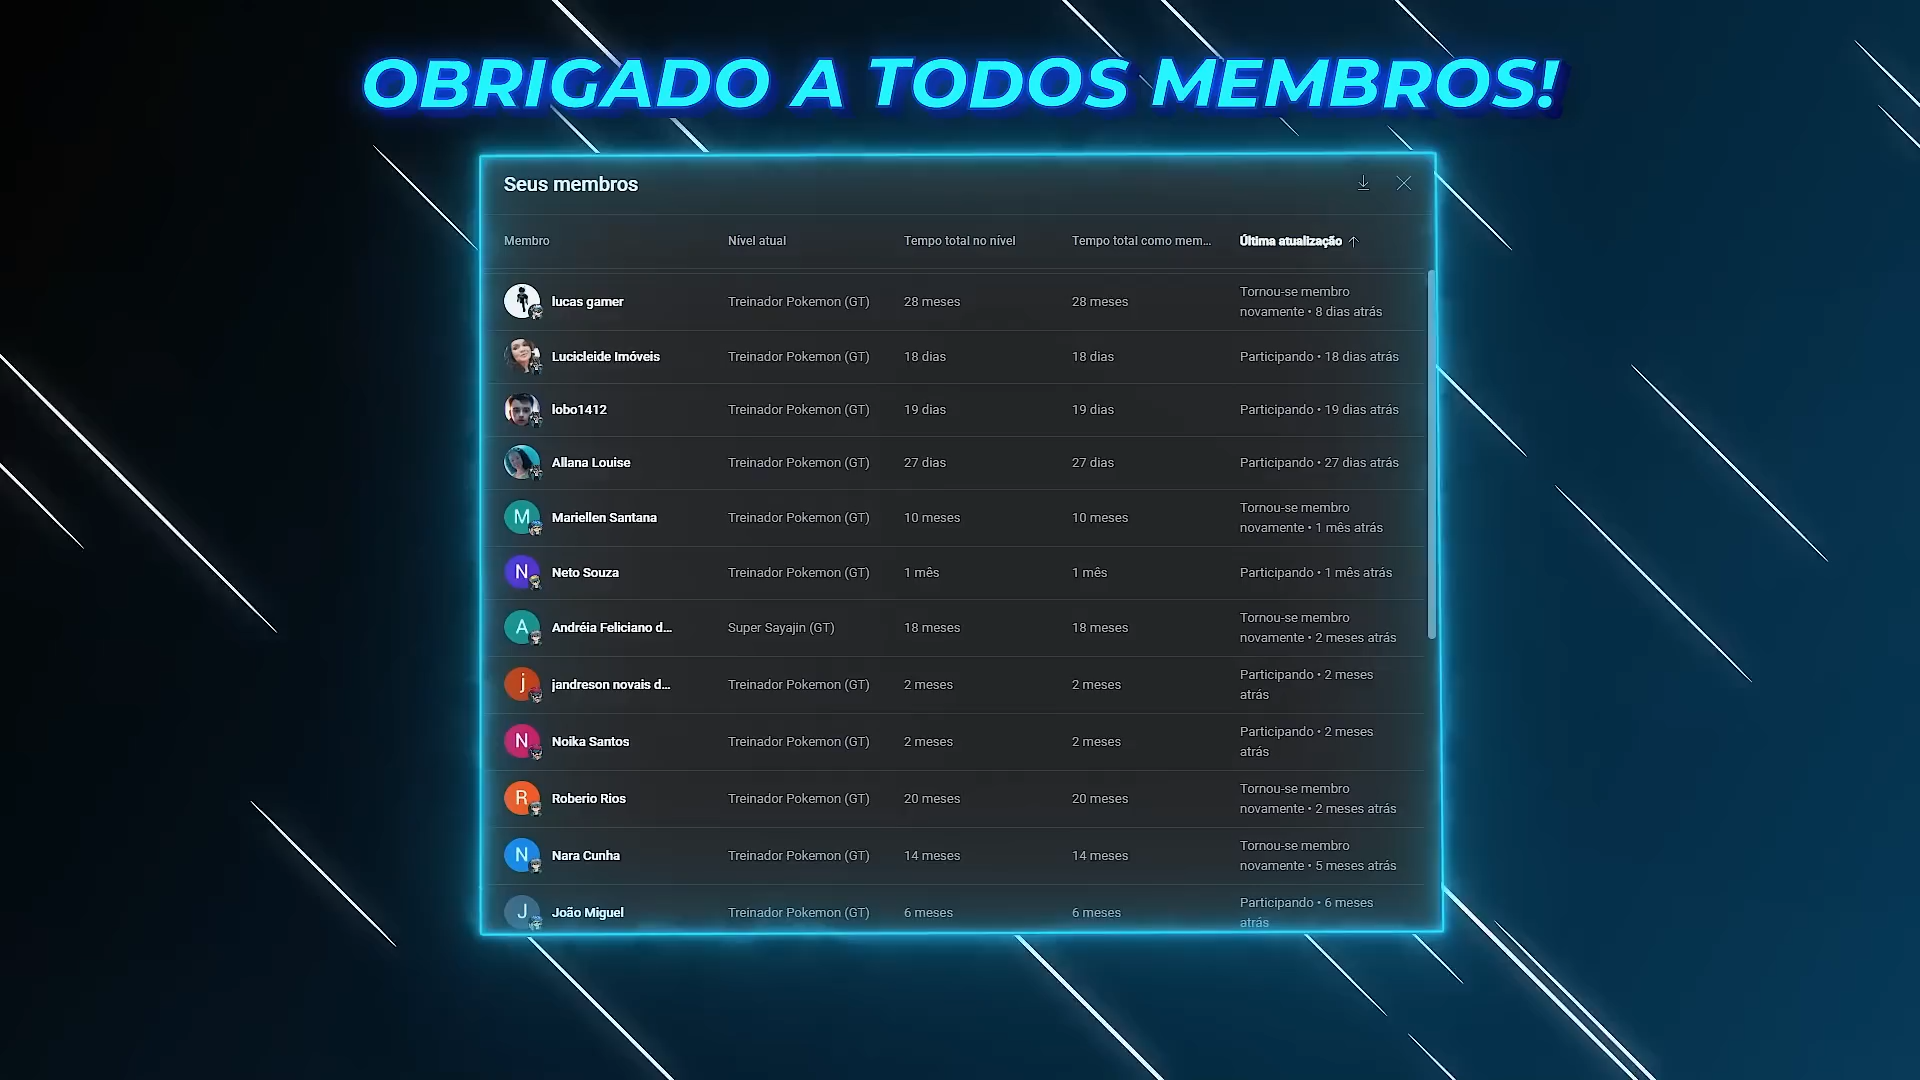 OBRIGADO A TODOS MEMBROS!
Seus membros
Membro Nível atual Tempo total no nível Tempo total como mem... Última atualização
lucas gamer Treinador Pokemon (GT) 28 meses 28 meses Tornou-se membro
novamente • 8 dias atrás
Lucicleide Imóveis Treinador Pokemon (GT) 18 dias 18 dias Participando • 18 dias atrás
lobo1412 Treinador Pokemon (GT) 19 dias 19 dias Participando • 19 dias atrás
Allana Louise Treinador Pokemon (GT) 27 dias 27 dias Participando • 27 dias atrás
M Mariellen Santana Treinador Pokemon (GT) 10 meses 10 meses Tornou-se membro
novamente • 1 mês atrás
N Neto Souza Treinador Pokemon (GT) 1 mês 1 mês Participando • 1 mês atrás
A Andréia Feliciano d... Super Sayajin (GT) 18 meses 18 meses Tornou-se membro
novamente • 2 meses atrás
j jandreson novais d... Treinador Pokemon (GT) 2 meses 2 meses Participando • 2 meses
atrás
N Noika Santos Treinador Pokemon (GT) 2 meses 2 meses Participando • 2 meses
atrás
R Roberio Rios Treinador Pokemon (GT) 20 meses 20 meses Tornou-se membro
novamente • 2 meses atrás
N Nara Cunha Treinador Pokemon (GT) 14 meses 14 meses Tornou-se membro
novamente • 5 meses atrás
J João Miguel Treinador Pokemon (GT) 6 meses 6 meses Participando • 6 meses
atrás